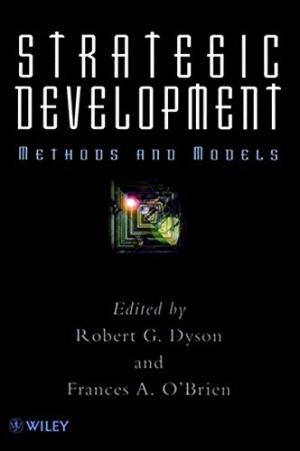 STRATEGIC
DEVELOPMENT
METHODS AND MODELS
Edited by
Robert G. Dyson
and
Frances A. O'Brien
WILEY